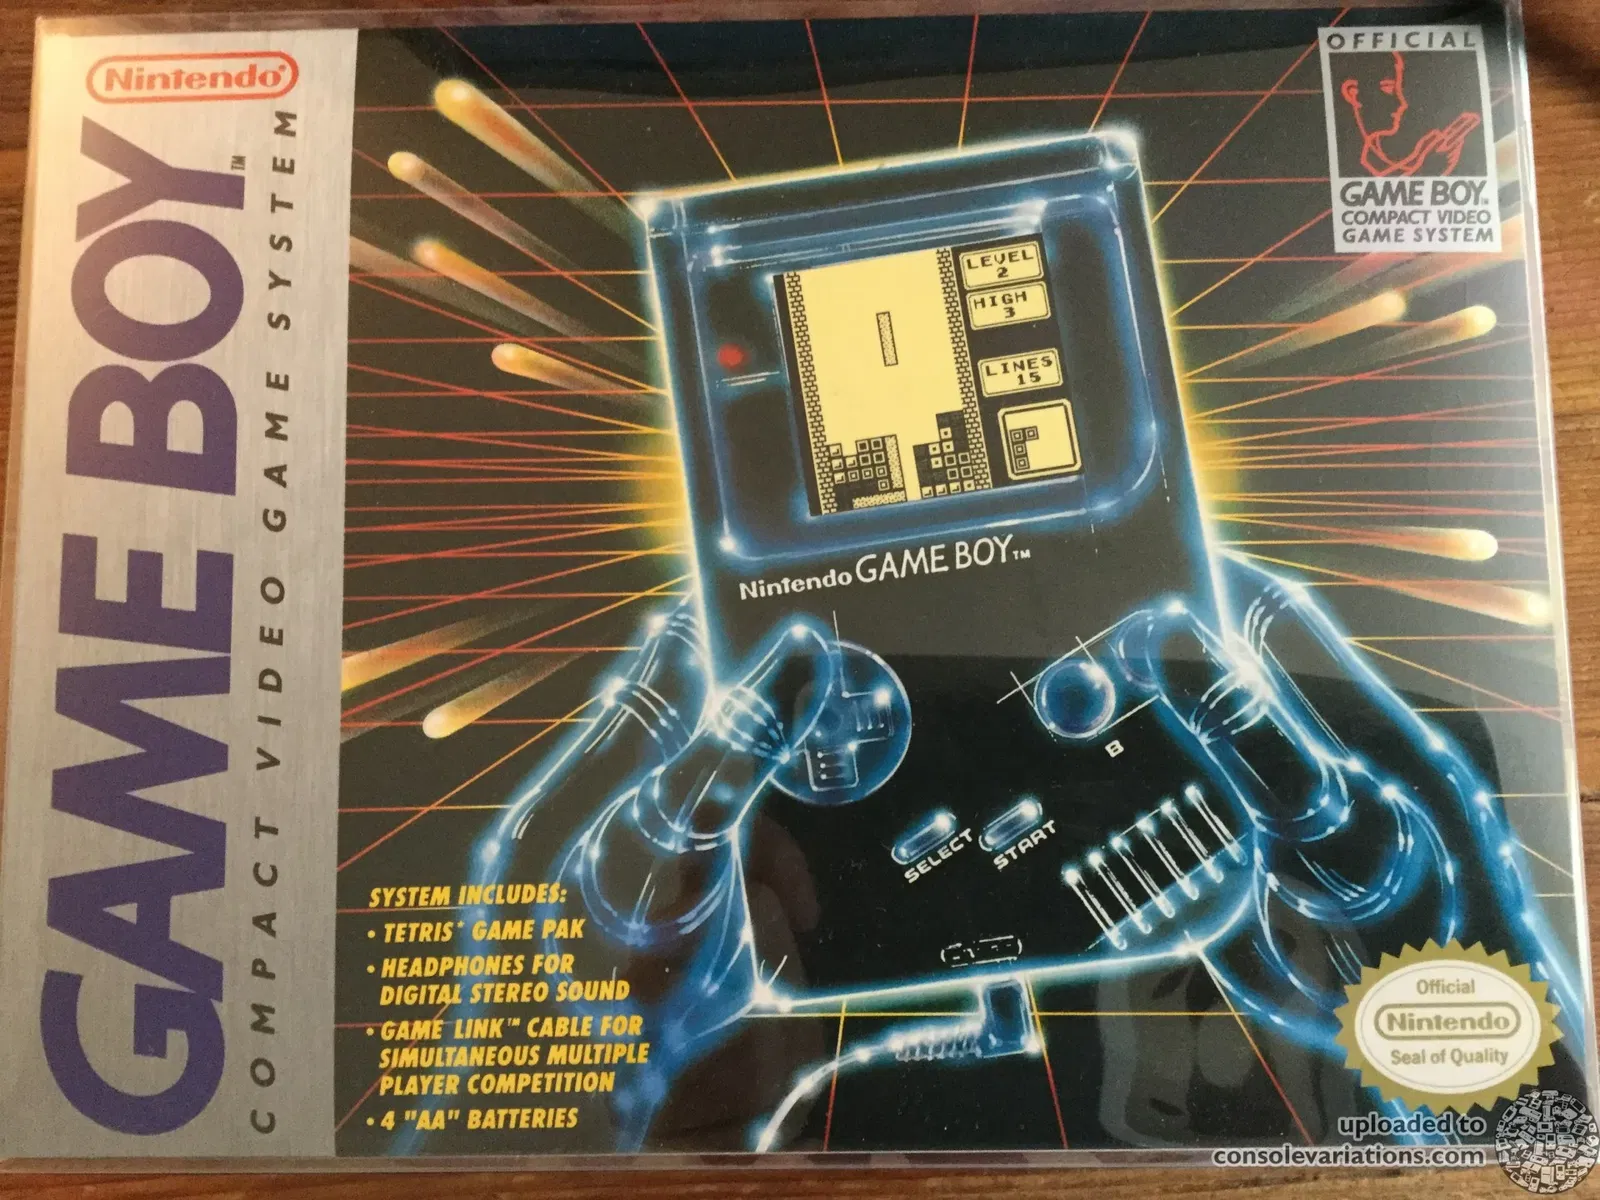 Nintendo®
GAME BOY™
COMPACT VIDEO GAME SYSTEM
OFFICIAL
GAME BOY™
COMPACT VIDEO
GAME SYSTEM
LEVEL
2
HIGH
3
LINES
15
Nintendo GAME BOY™
B
SELECT
START
SYSTEM INCLUDES:
• TETRIS® GAME PAK
• HEADPHONES FOR
DIGITAL STEREO SOUND
• GAME LINK™ CABLE FOR
SIMULTANEOUS MULTIPLE
PLAYER COMPETITION
• 4 "AA" BATTERIES
Official
Nintendo
Seal of Quality
uploaded to
consolevariations.com